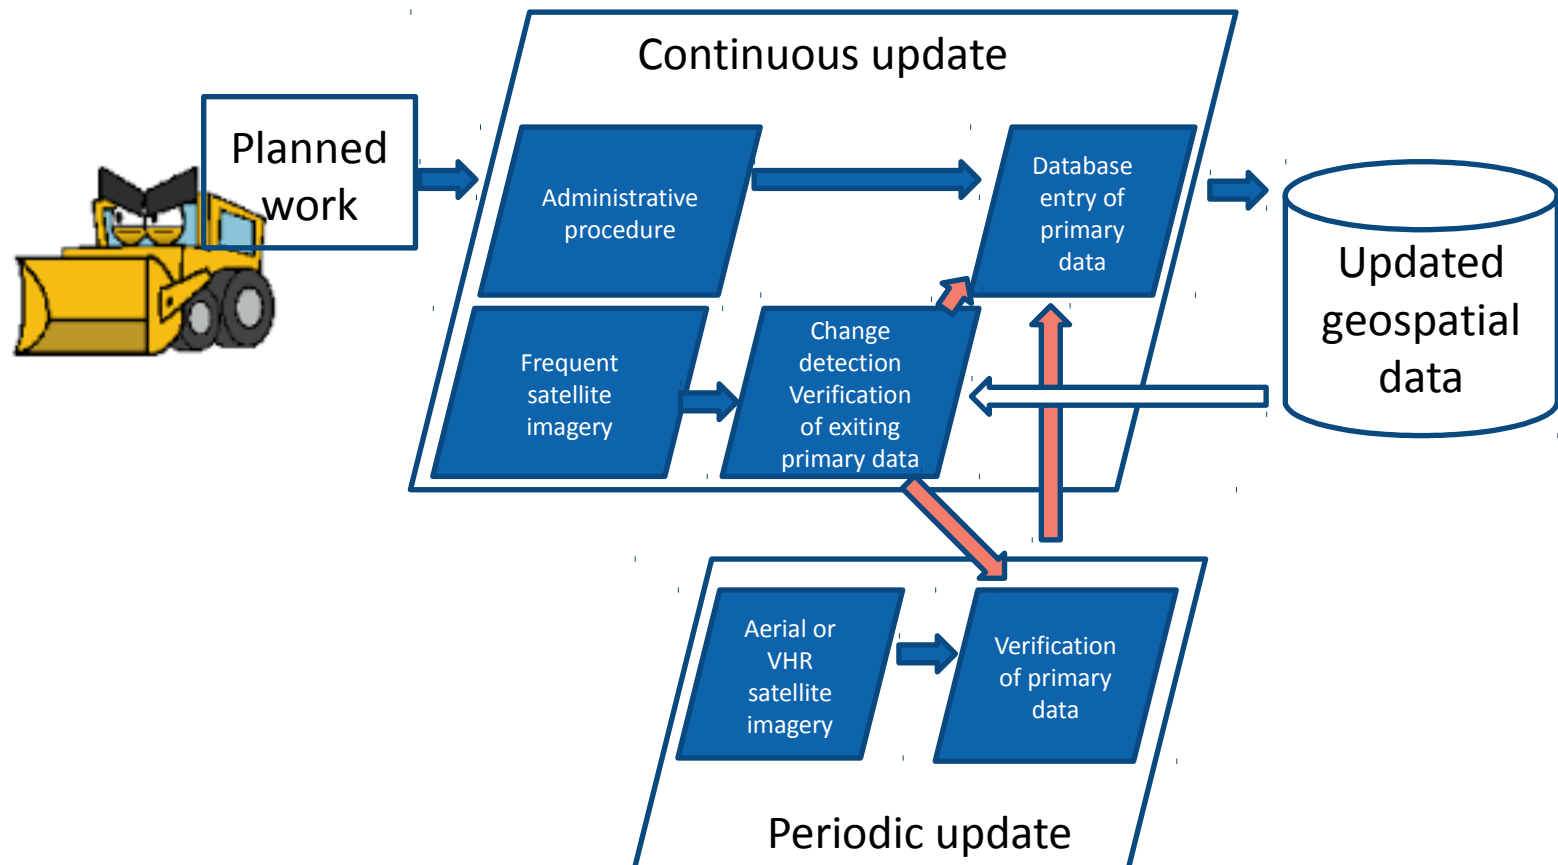 Continuous update
Planned
work
Administrative
procedure
Database
entry of
primary
data
Updated
geospatial
data
Frequent
satellite
imagery
Change
detection
Verification
of exiting
primary data
Aerial or
VHR
satellite
imagery
Verification
of primary
data
Periodic update